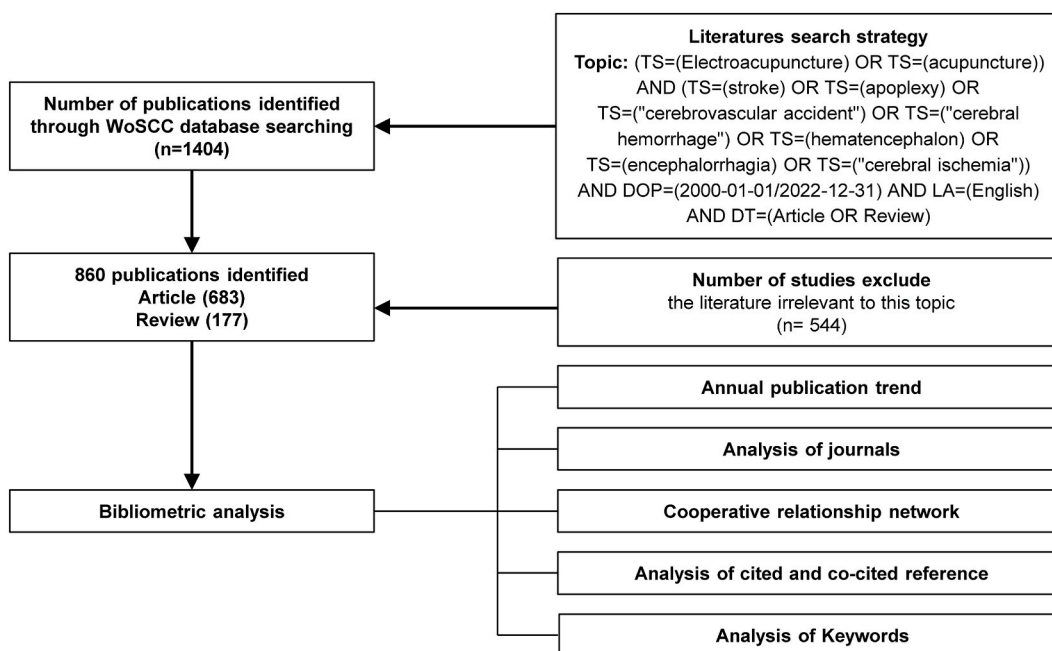 Literatures search strategy
Topic: (TS=(Electroacupuncture) OR TS=(acupuncture))
AND (TS=(stroke) OR TS=(apoplexy) OR
TS=("cerebrovascular accident") OR TS=("cerebral
hemorrhage") OR TS=(hematencephalon) OR
TS=(encephalorrhagia) OR TS=("cerebral ischemia"))
AND DOP=(2000-01-01/2022-12-31) AND LA=(English)
AND DT=(Article OR Review)
Number of publications identified
through WoSCC database searching
(n=1404)
860 publications identified
Article (683)
Review (177)
Number of studies exclude
the literature irrelevant to this topic
(n= 544)
Bibliometric analysis
Annual publication trend
Analysis of journals
Cooperative relationship network
Analysis of cited and co-cited reference
Analysis of Keywords